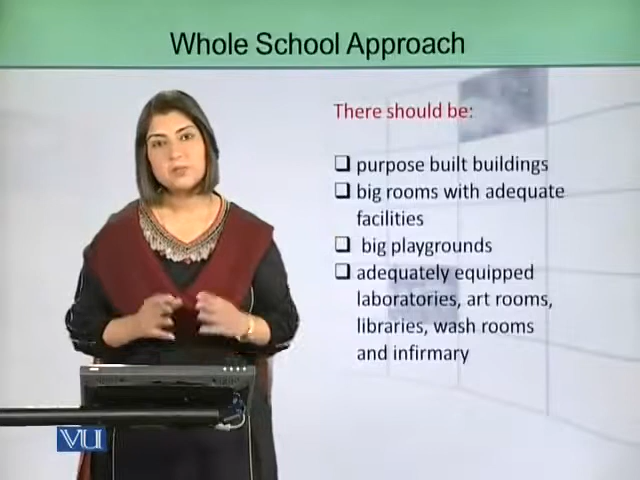 Whole School Approach
There should be:
❑ purpose built buildings
❑ big rooms with adequate
facilities
❑ big playgrounds
❑ adequately equipped
laboratories, art rooms,
libraries, wash rooms
and infirmary
VU